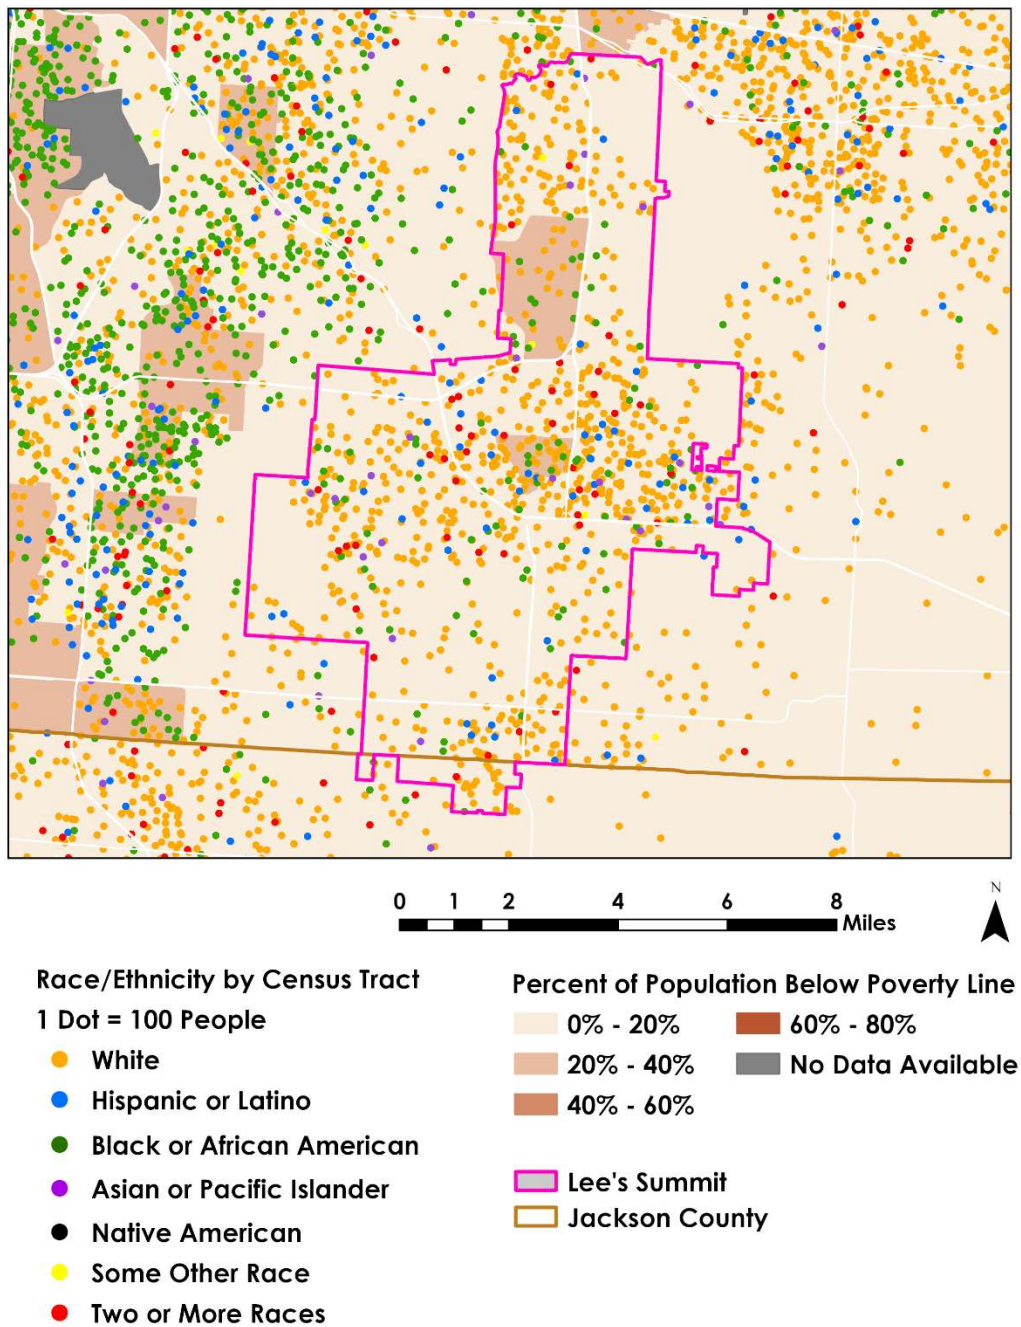 N
0 1 2 4 6 8
Miles
Race/Ethnicity by Census Tract
1 Dot = 100 People
White
Hispanic or Latino
Black or African American
Asian or Pacific Islander
Native American
Some Other Race
Two or More Races
Percent of Population Below Poverty Line
0% - 20%
20% - 40%
40% - 60%
60% - 80%
No Data Available
Lee's Summit
Jackson County